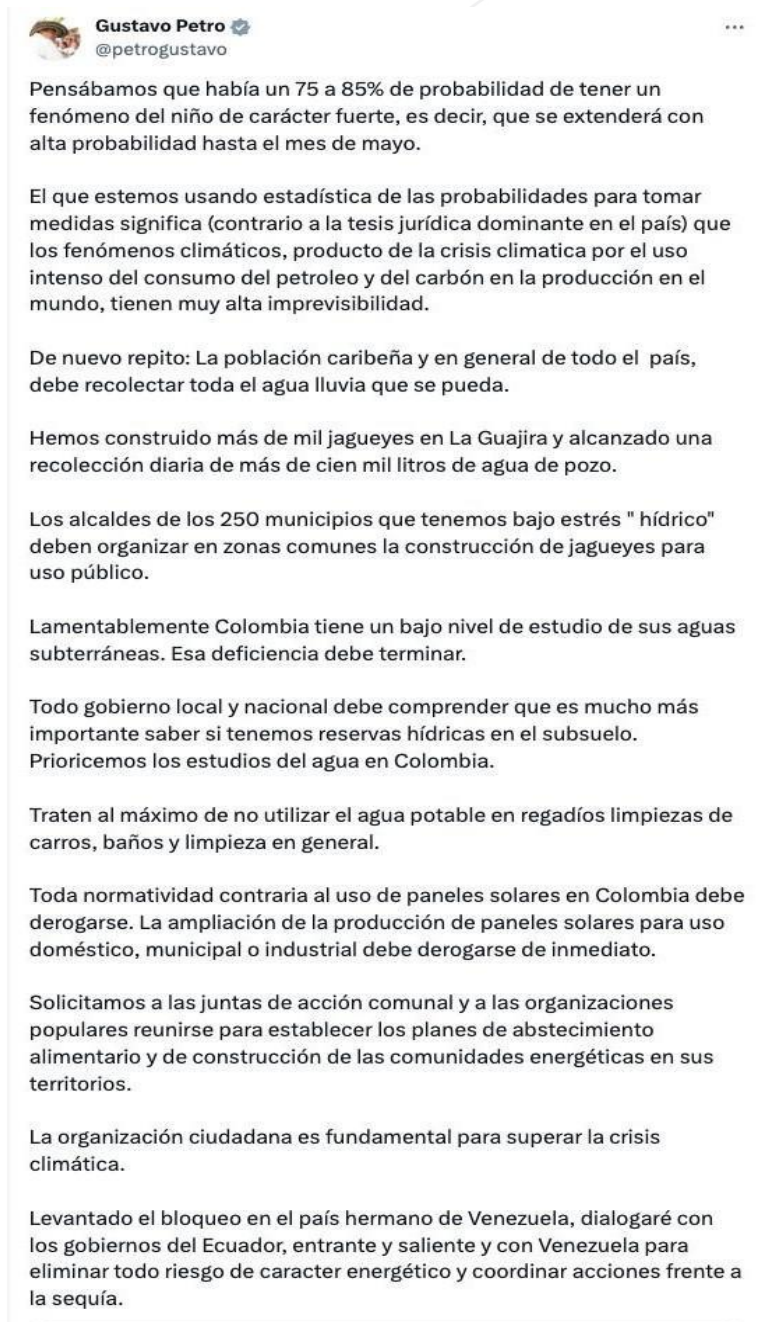 Gustavo Petro
@petrogustavo
Pensábamos que había un 75 a 85% de probabilidad de tener un
fenómeno del niño de carácter fuerte, es decir, que se extenderá con
alta probabilidad hasta el mes de mayo.
El que estemos usando estadística de las probabilidades para tomar
medidas significa (contrario a la tesis jurídica dominante en el país) que
los fenómenos climáticos, producto de la crisis climatica por el uso
intenso del consumo del petroleo y del carbón en la producción en el
mundo, tienen muy alta imprevisibilidad.
De nuevo repito: La población caribeña y en general de todo el  país,
debe recolectar toda el agua lluvia que se pueda.
Hemos construido más de mil jagueyes en La Guajira y alcanzado una
recolección diaria de más de cien mil litros de agua de pozo.
Los alcaldes de los 250 municipios que tenemos bajo estrés " hídrico"
deben organizar en zonas comunes la construcción de jagueyes para
uso público.
Lamentablemente Colombia tiene un bajo nivel de estudio de sus aguas
subterráneas. Esa deficiencia debe terminar.
Todo gobierno local y nacional debe comprender que es mucho más
importante saber si tenemos reservas hídricas en el subsuelo.
Prioricemos los estudios del agua en Colombia.
Traten al máximo de no utilizar el agua potable en regadíos limpiezas de
carros, baños y limpieza en general.
Toda normatividad contraria al uso de paneles solares en Colombia debe
derogarse. La ampliación de la producción de paneles solares para uso
doméstico, municipal o industrial debe derogarse de inmediato.
Solicitamos a las juntas de acción comunal y a las organizaciones
populares reunirse para establecer los planes de abstecimiento
alimentario y de construcción de las comunidades energéticas en sus
territorios.
La organización ciudadana es fundamental para superar la crisis
climática.
Levantado el bloqueo en el país hermano de Venezuela, dialogaré con
los gobiernos del Ecuador, entrante y saliente y con Venezuela para
eliminar todo riesgo de caracter energético y coordinar acciones frente a
la sequía.